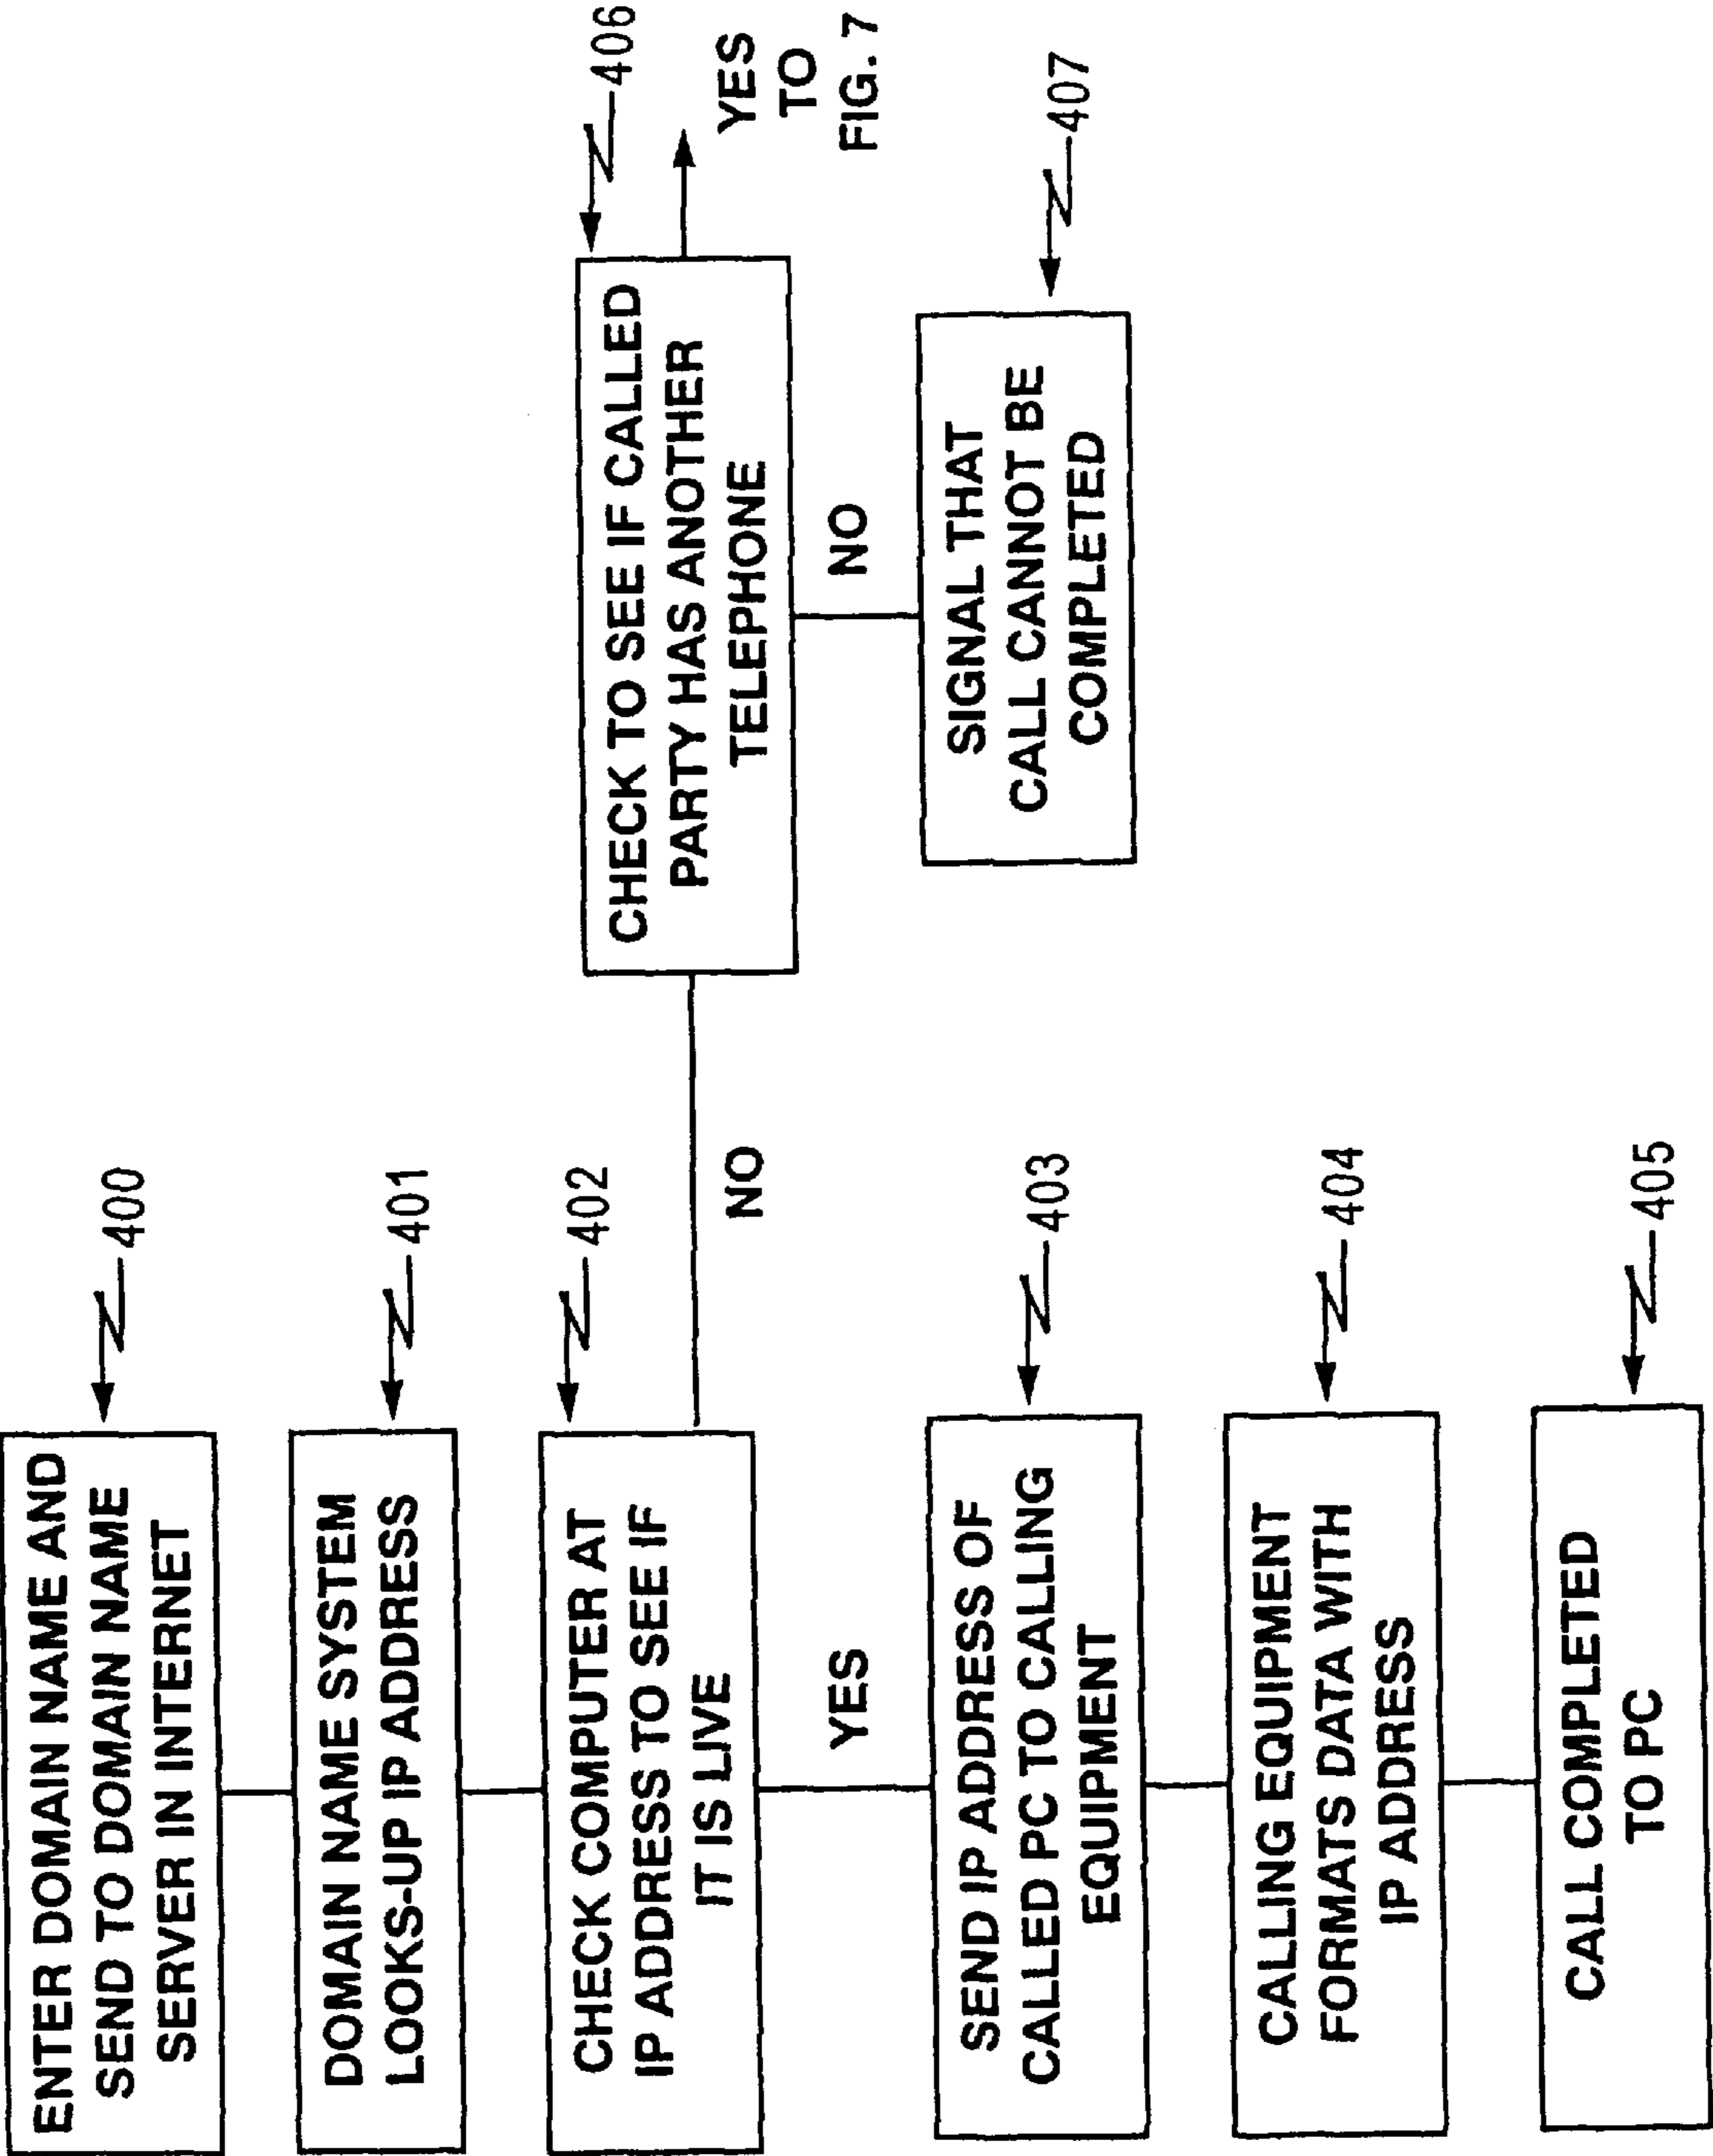 ENTER DOMAIN NAME AND
SEND TO DOMAIN NAME
SERVER IN INTERNET
400
DOMAIN NAME SYSTEM
LOOKS-UP IP ADDRESS
401
CHECK COMPUTER AT
IP ADDRESS TO SEE IF
IT IS LIVE
402
NO
CHECK TO SEE IF CALLED
PARTY HAS ANOTHER
TELEPHONE
406
YES
TO
FIG. 7
NO
SIGNAL THAT
CALL CANNOT BE
COMPLETED
407
YES
SEND IP ADDRESS OF
CALLED PC TO CALLING
EQUIPMENT
403
CALLING EQUIPMENT
FORMATS DATA WITH
IP ADDRESS
404
CALL COMPLETED
TO PC
405